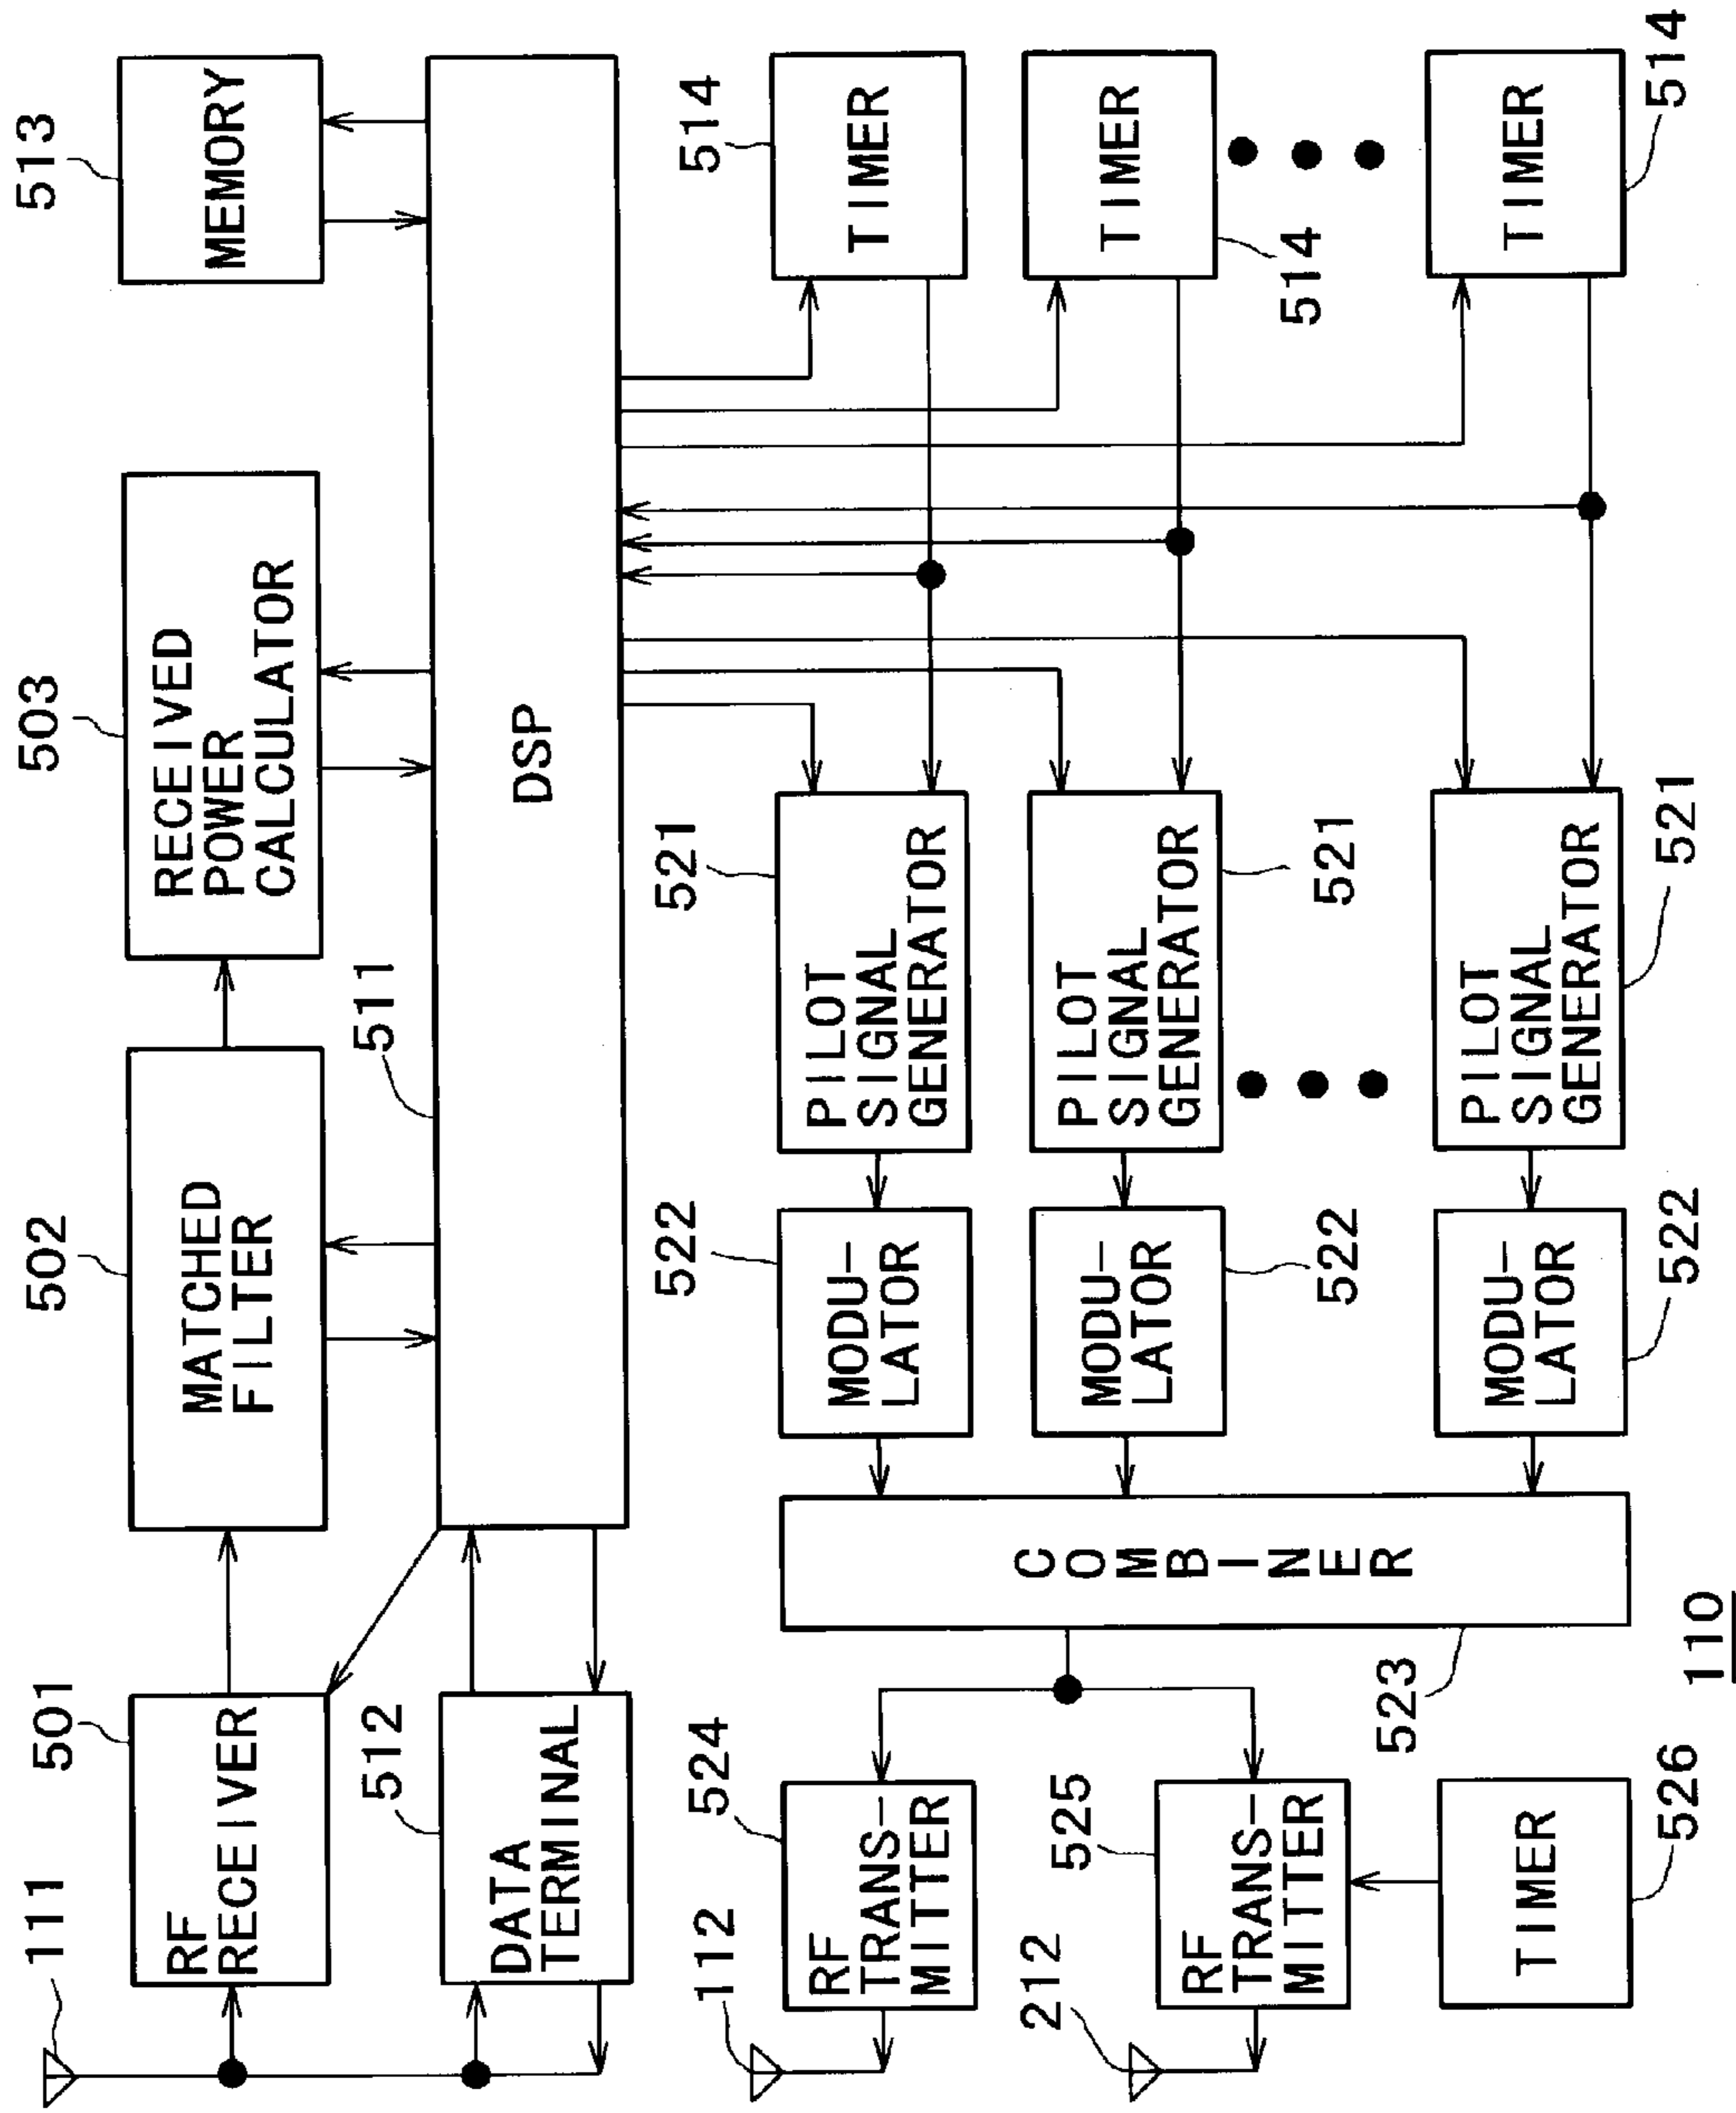 111
501
RF
RECEIVER
502
MATCHED
FILTER
503
RECEIVED
POWER
CALCULATOR
513
MEMORY
512
DATA
TERMINAL
511
DSP
112
524
RF
TRANS-
MITTER
522
MODU-
LATOR
521
PILOT
SIGNAL
GENERATOR
514
TIMER
212
525
RF
TRANS-
MITTER
COMBINER
523
MODU-
LATOR
522
PILOT
SIGNAL
GENERATOR
521
TIMER
514
TIMER
526
MODU-
LATOR
522
PILOT
SIGNAL
GENERATOR
521
TIMER
514
110